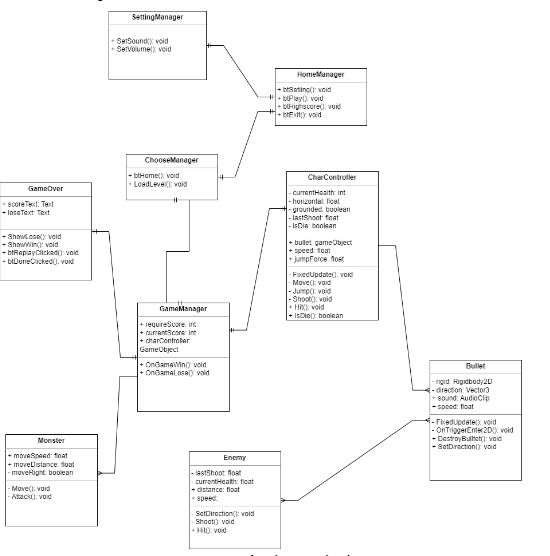 SettingManager
+ SetSound(): void
+ SetVolume(): void
HomeManager
+ btSetiing(): void
+ btPlay(): void
+ btHighscore(): void
+ btExit(): void
ChooseManager
+ btHome(): void
+ LoadLevel(): void
CharController
- currentHealth: int
- horizontal: float
- grounded: boolean
- lastShoot: float
- isDie: boolean
+ bullet: gameObject
+ speed: float
+ jumpForce: float
- FixedUpdate(): void
- Move(): void
- Jump(): void
- Shoot(): void
+ Hit(): void
+ IsDie(): boolean
GameOver
+ scoreText: Text
+ loseText: Text
+ ShowLose(): void
+ ShowWin(): void
+ btReplayClicked(): void
+ btDoneClicked(): void
GameManager
+ requireScore: int
+ currentScore: int
+ charController:
GameObject
+ OnGameWin(): void
+ OnGameLose(): void
Bullet
- rigid: Rigidbody2D
- direction: Vector3
+ sound: AudioClip
+ speed: float
- FixedUpdate(): void
- OnTriggerEnter2D(): void
+ DestroyBulltet(): void
+ SetDirection(): void
Monster
+ moveSpeed: float
+ moveDistance: float
- moveRight: boolean
- Move(): void
- Attack(): void
Enemy
- lastShoot: float
- currentHealth: float
+ distance: float
+ speed:
- SetDirection(): void
- Shoot(): void
+ Hit(): void